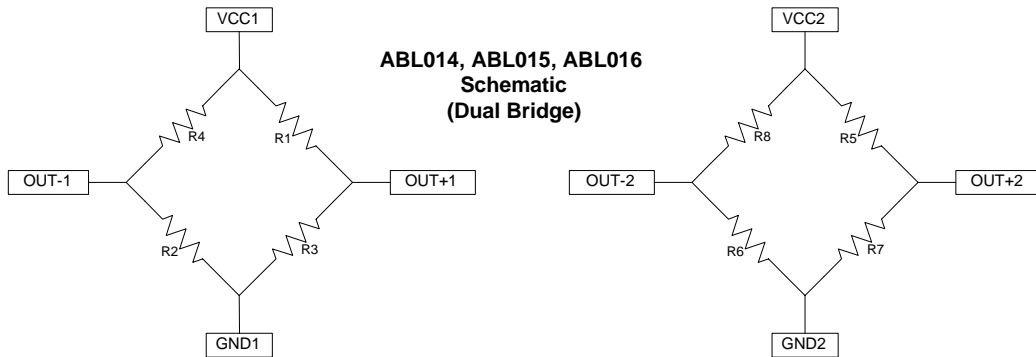 VCC1
VCC2
ABL014, ABL015, ABL016
Schematic
(Dual Bridge)
R4
R1
R8
R5
OUT-1
OUT+1
OUT-2
OUT+2
R2
R3
R6
R7
GND1
GND2